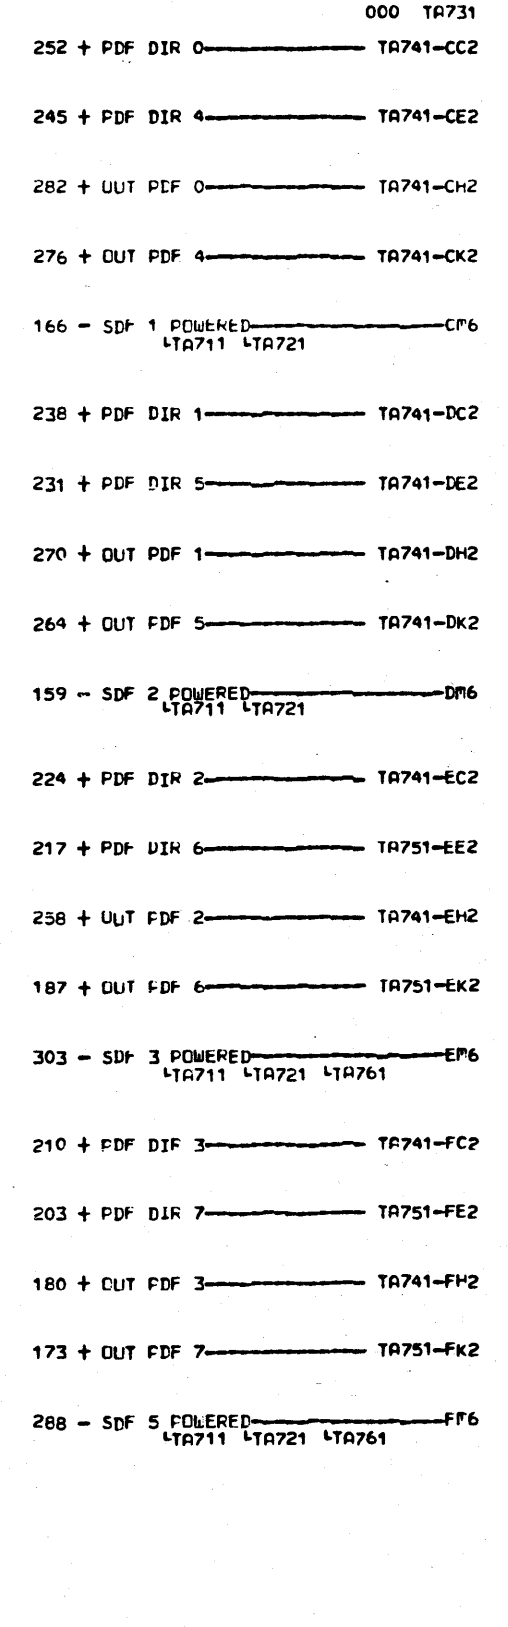 000 TA731
252 + PDF DIR 0 TA741-CC2
245 + PDF DIR 4 TA741-CE2
282 + OUT PDF 0 TA741-CH2
276 + OUT PDF 4 TA741-CK2
166 - SDF 1 POWERED CM6
TA711 TA721
238 + PDF DIR 1 TA741-DC2
231 + PDF DIR 5 TA741-DE2
270 + OUT PDF 1 TA741-DH2
264 + OUT PDF 5 TA741-DK2
159 - SDF 2 POWERED DM6
TA711 TA721
224 + PDF DIR 2 TA741-EC2
217 + PDF DIR 6 TA751-EE2
258 + OUT PDF 2 TA741-EH2
187 + OUT PDF 6 TA751-EK2
303 - SDF 3 POWERED EM6
TA711 TA721 TA761
210 + PDF DIR 3 TA741-FC2
203 + PDF DIR 7 TA751-FE2
180 + OUT PDF 3 TA741-FH2
173 + OUT PDF 7 TA751-FK2
288 - SDF 5 POWERED FM6
TA711 TA721 TA761